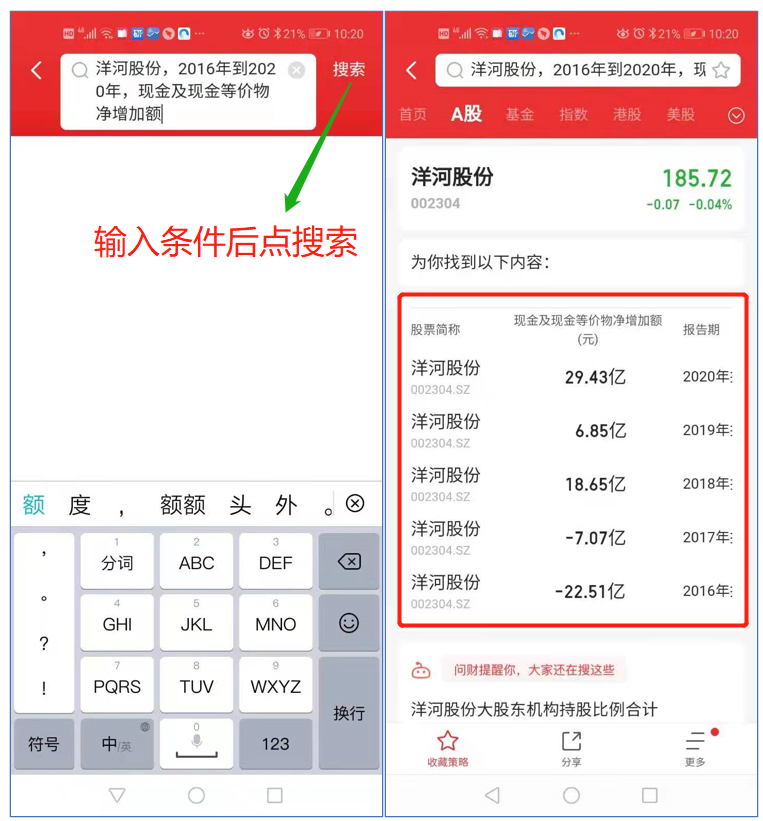 HD 46 21% 10:20
洋河股份，2016年到202
0年，现金及现金等价物
净增加额
搜索
输入条件后点搜索
额 度 ， 额额 头 外 。
，
。
？
！
1
分词
2
ABC
3
DEF
4
GHI
5
JKL
6
MNO
7
PQRS
8
TUV
9
WXYZ
换行
符号
中/英
0
123
21% 10:20
洋河股份，2016年到2020年，现
首页 A股 基金 指数 港股 美股
洋河股份 185.72
002304 -0.07 -0.04%
为你找到以下内容：
股票简称 现金及现金等价物净增加额 报告期
(元)
洋河股份 29.43亿 2020年
002304.SZ
洋河股份 6.85亿 2019年
002304.SZ
洋河股份 18.65亿 2018年
002304.SZ
洋河股份 -7.07亿 2017年
002304.SZ
洋河股份 -22.51亿 2016年
002304.SZ
问财提醒你，大家还在搜这些
洋河股份大股东机构持股比例合计
收藏策略 分享 更多